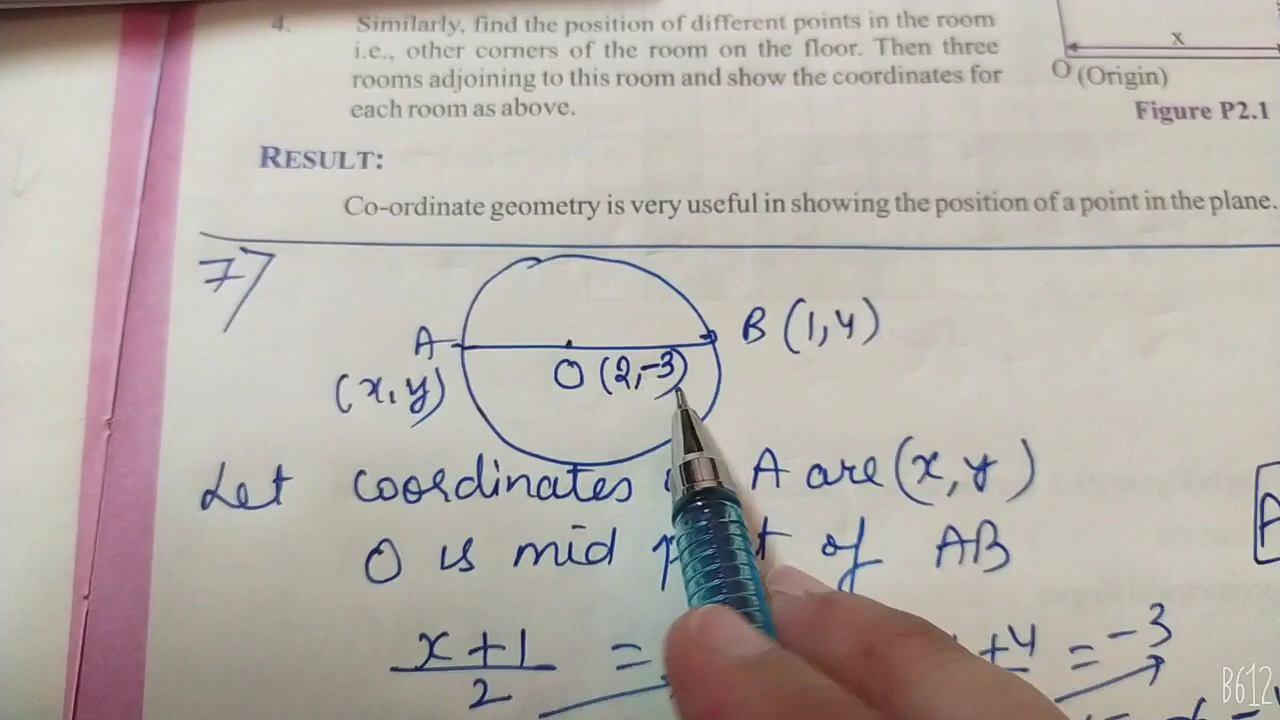 4. Similarly, find the position of different points in the room
i.e., other corners of the room on the floor. Then three
rooms adjoining to this room and show the coordinates for
each room as above.
x
O (Origin)
Figure P2.1
RESULT:
Co-ordinate geometry is very useful in showing the position of a point in the plane.
7)
A
B (1,4)
O (2,-3)
(x,y)
Let coordinates A are (x,y)
O is mid of AB
x+1 = +4 = -3
2
B612